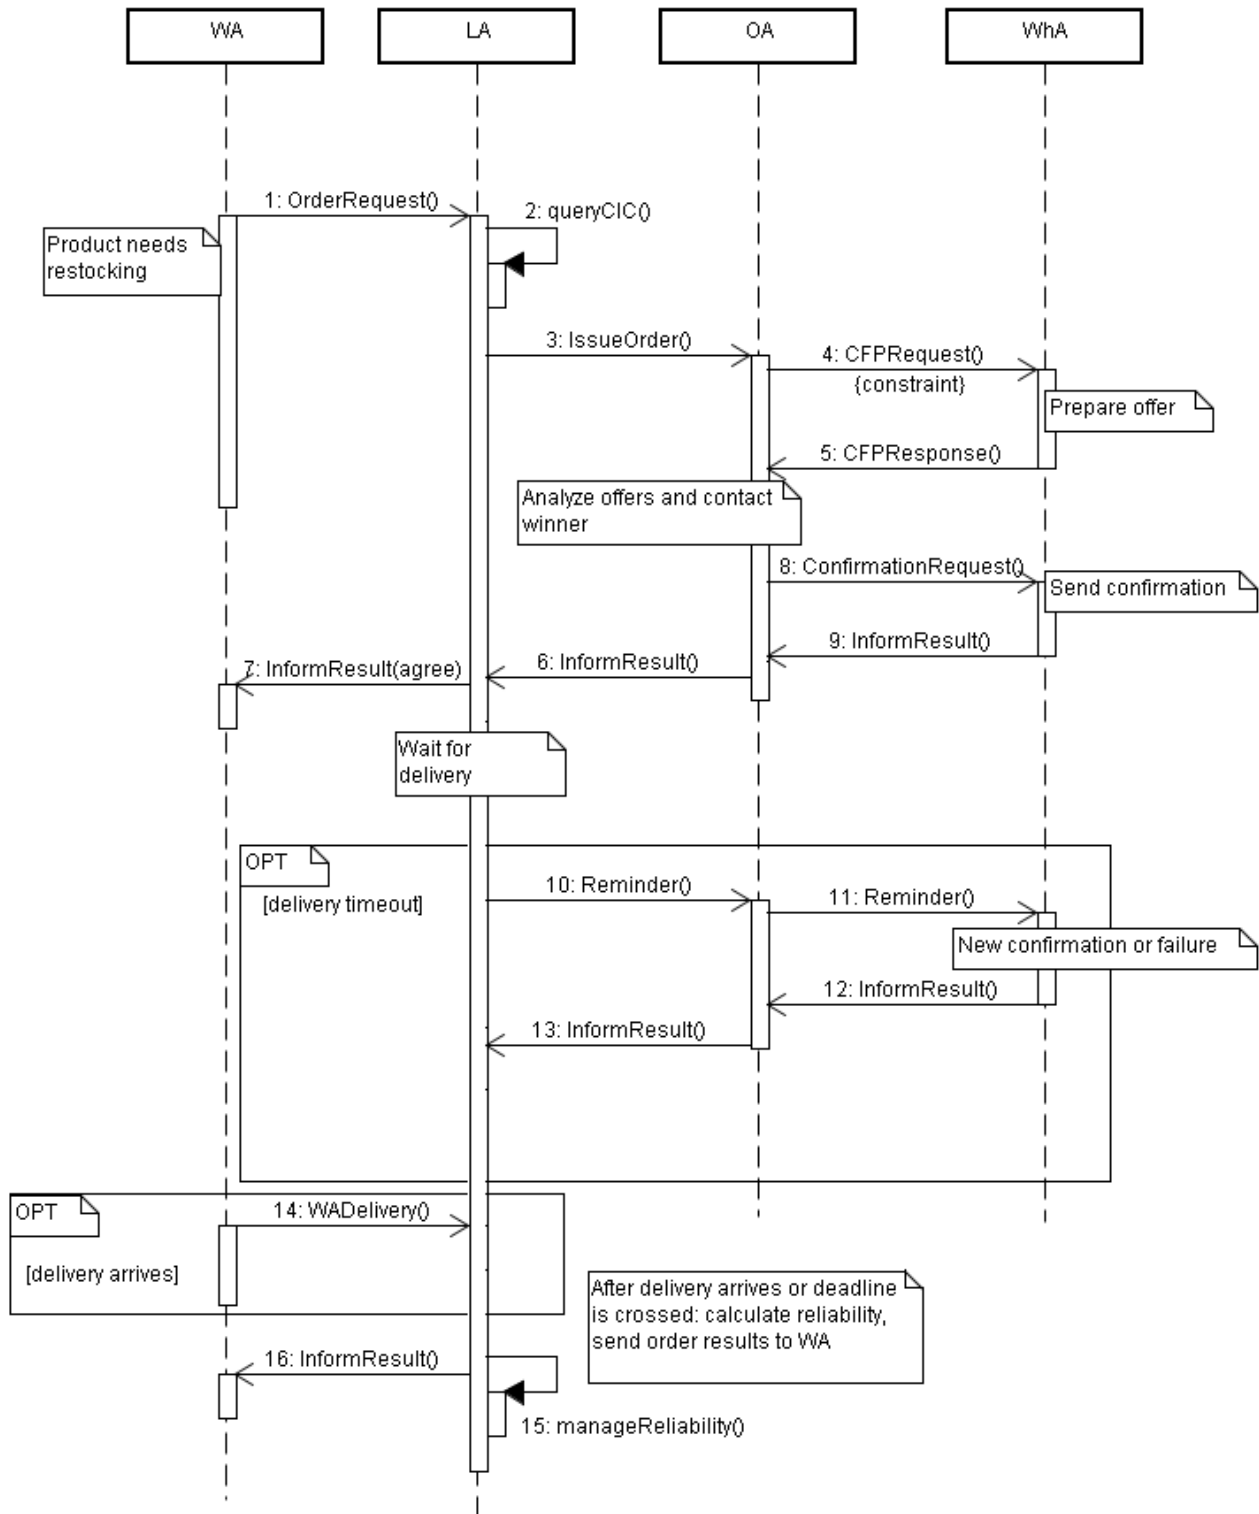 WA
LA
OA
WhA
1: OrderRequest()
2: queryCIC()
Product needs
restocking
3: IssueOrder()
4: CFPRequest()
{constraint}
Prepare offer
5: CFPResponse()
Analyze offers and contact
winner
8: ConfirmationRequest()
Send confirmation
9: InformResult()
6: InformResult()
7: InformResult(agree)
Wait for
delivery
OPT
[delivery timeout]
10: Reminder()
11: Reminder()
New confirmation or failure
12: InformResult()
13: InformResult()
OPT
14: WADelivery()
[delivery arrives]
After delivery arrives or deadline
is crossed: calculate reliability,
send order results to WA
16: InformResult()
15: manageReliability()